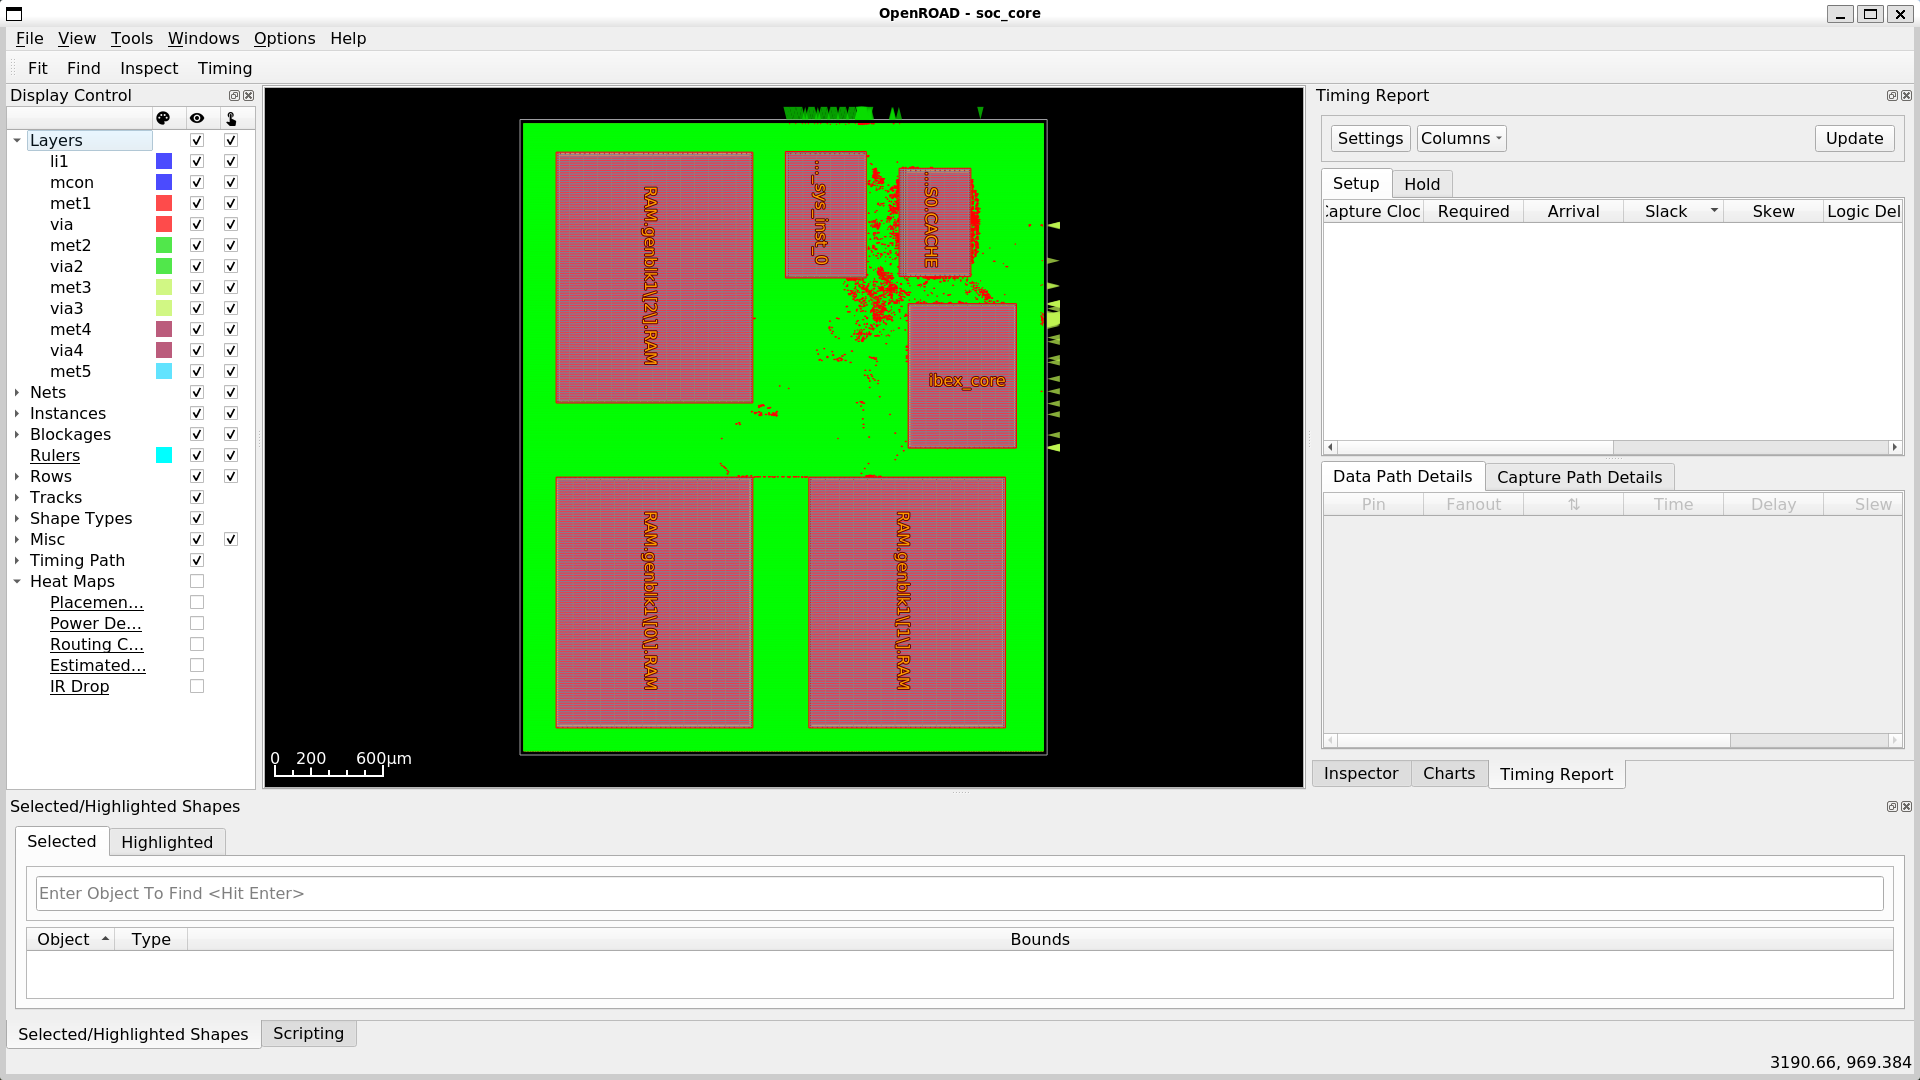 OpenROAD - soc_core
File View Tools Windows Options Help
Fit Find Inspect Timing
Display Control
Layers
li1
mcon
met1
via
met2
via2
met3
via3
met4
via4
met5
Nets
Instances
Blockages
Rulers
Rows
Tracks
Shape Types
Misc
Timing Path
Heat Maps
Placemen...
Power De...
Routing C...
Estimated...
IR Drop
RAM.genblk1\[2\].RAM
..._sys_inst_0
...S0.CACHE
ibex_core
RAM.genblk1\[0\].RAM
RAM.genblk1\[1\].RAM
0 200 600μm
Timing Report
Settings Columns Update
Setup Hold
apture Cloc Required Arrival Slack Skew Logic Del
Data Path Details Capture Path Details
Pin Fanout ⇅ Time Delay Slew
Inspector Charts Timing Report
Selected/Highlighted Shapes
Selected Highlighted
Enter Object To Find <Hit Enter>
Object Type Bounds
Selected/Highlighted Shapes Scripting
3190.66, 969.384